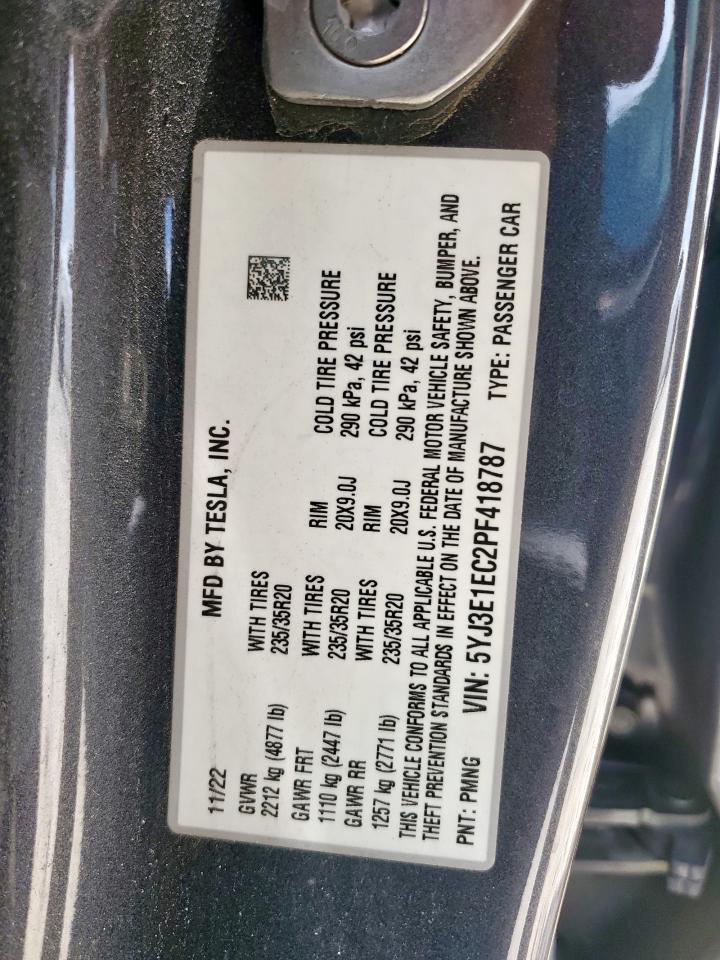 11/22 MFD BY TESLA, INC.
GVWR WITH TIRES
2212 kg (4877 lb) 235/35R20
GAWR FRT WITH TIRES RIM COLD TIRE PRESSURE
1110 kg (2447 lb) 235/35R20 20X9.0J 290 kPa, 42 psi
GAWR RR WITH TIRES RIM COLD TIRE PRESSURE
1257 kg (2771 lb) 235/35R20 20X9.0J 290 kPa, 42 psi
THIS VEHICLE CONFORMS TO ALL APPLICABLE U.S. FEDERAL MOTOR VEHICLE SAFETY, BUMPER, AND
THEFT PREVENTION STANDARDS IN EFFECT ON THE DATE OF MANUFACTURE SHOWN ABOVE.
PNT: PMNG VIN: 5YJ3E1EC2PF418787 TYPE: PASSENGER CAR